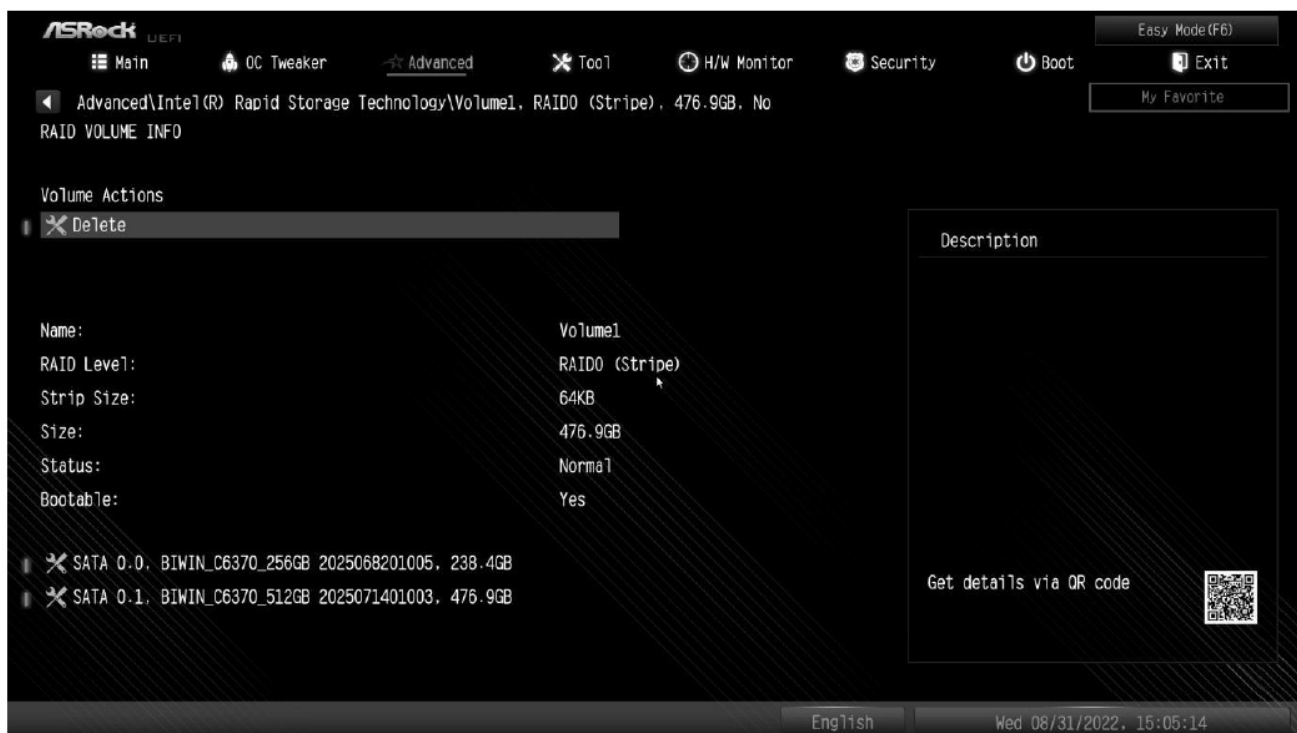 ASRock UEFI
Easy Mode(F6)
Main OC Tweaker Advanced Tool H/W Monitor Security Boot Exit
Advanced\Intel(R) Rapid Storage Technology\Volume1, RAID0 (Stripe), 476.9GB, No
My Favorite
RAID VOLUME INFO
Volume Actions
Delete
Description
Name: Volume1
RAID Level: RAID0 (Stripe)
Strip Size: 64KB
Size: 476.9GB
Status: Normal
Bootable: Yes
SATA 0.0, BIWIN_C6370_256GB 2025068201005, 238.4GB
SATA 0.1, BIWIN_C6370_512GB 2025071401003, 476.9GB
Get details via QR code
English
Wed 08/31/2022, 15:05:14